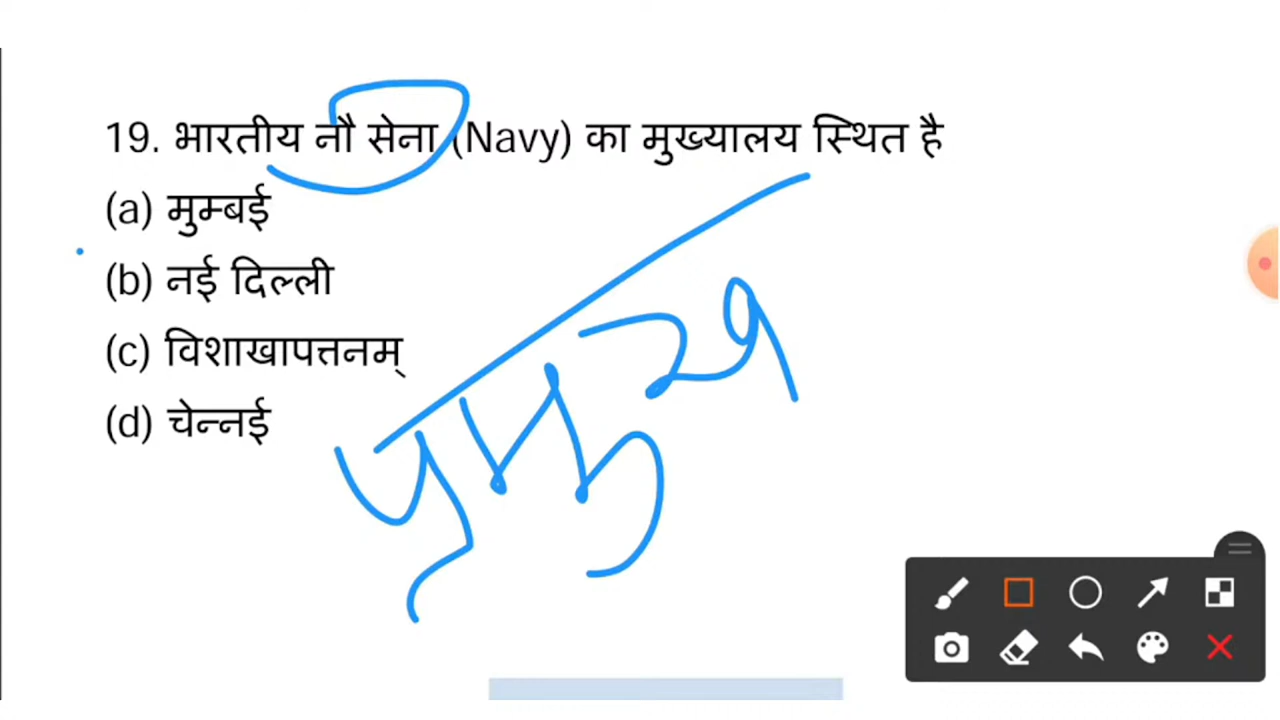 19. भारतीय नौ सेना (Navy) का मुख्यालय स्थित है
(a) मुम्बई
(b) नई दिल्ली
(c) विशाखापत्तनम्
(d) चेन्नई